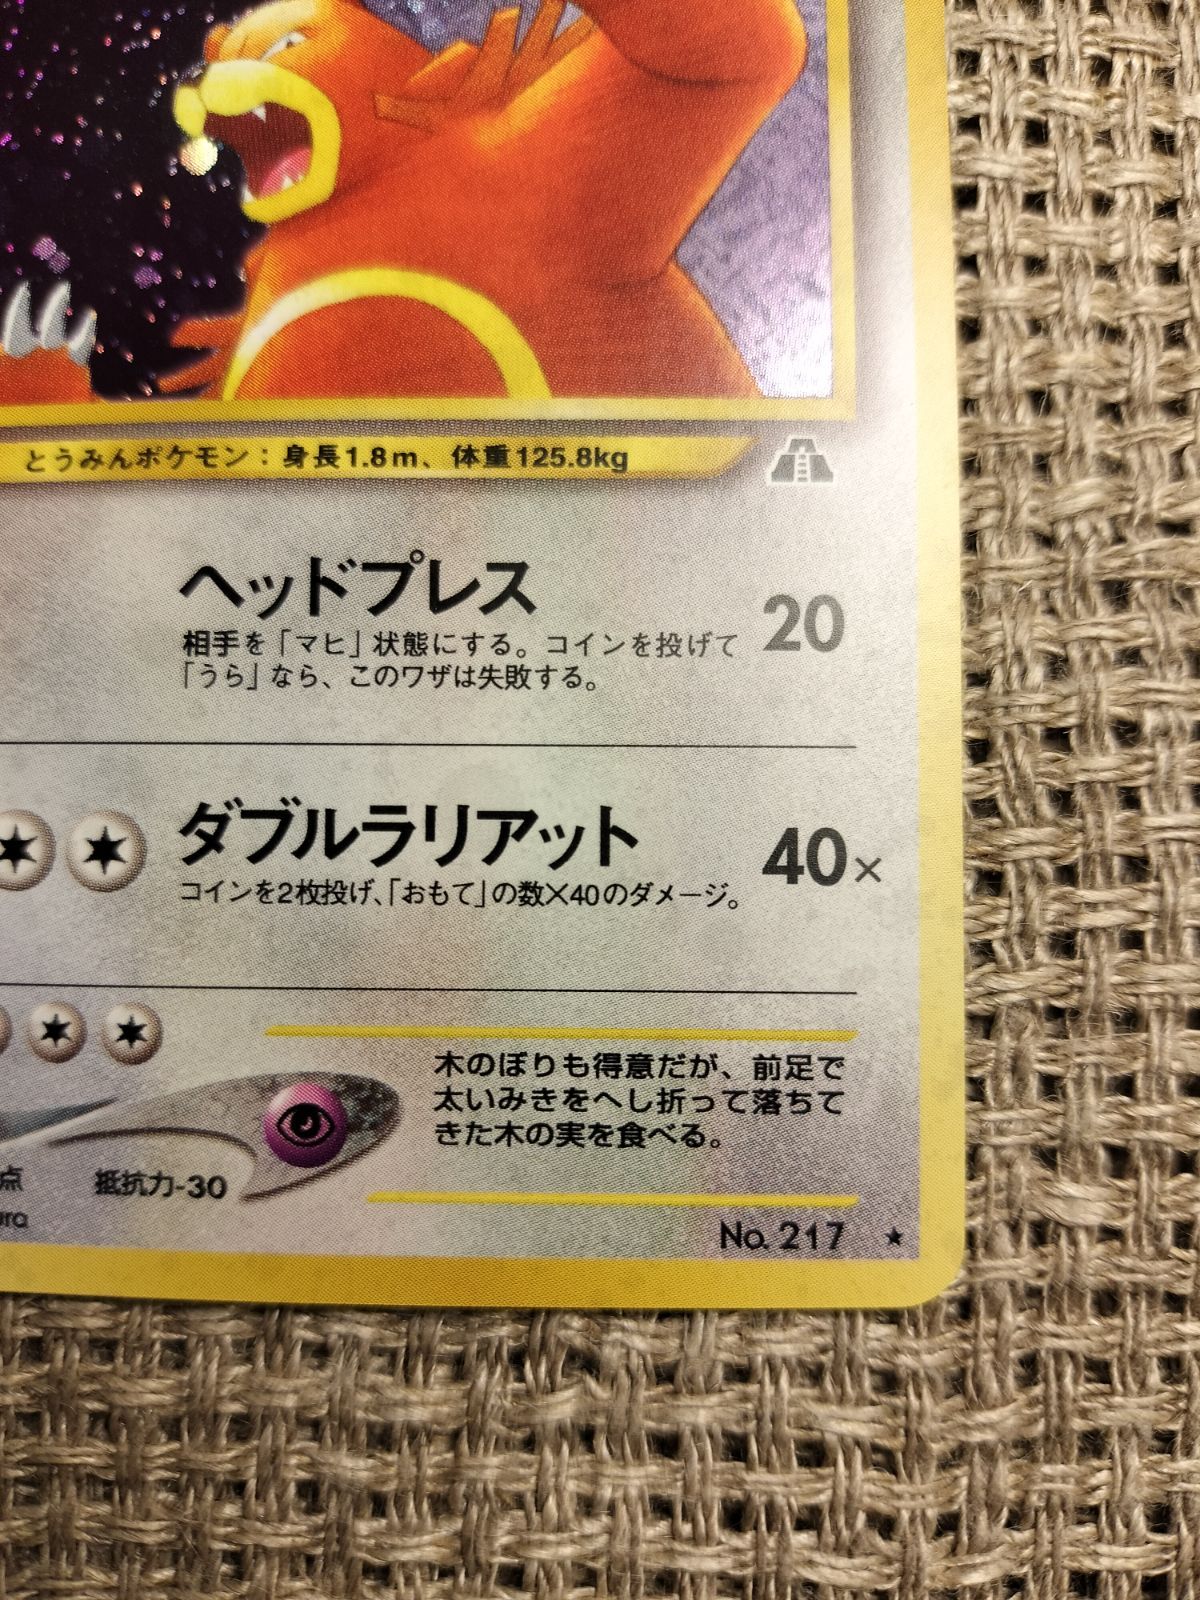 とうみんポケモン：身長1.8m、体重125.8kg
ヘッドプレス
20
相手を「マヒ」状態にする。コインを投げて
「うら」なら、このワザは失敗する。
ダブルラリアット
40×
コインを2枚投げ、「おもて」の数×40のダメージ。
木のぼりも得意だが、前足で
太いみきをへし折って落ちて
きた木の実を食べる。
点
抵抗力-30
ura
No. 217 ★